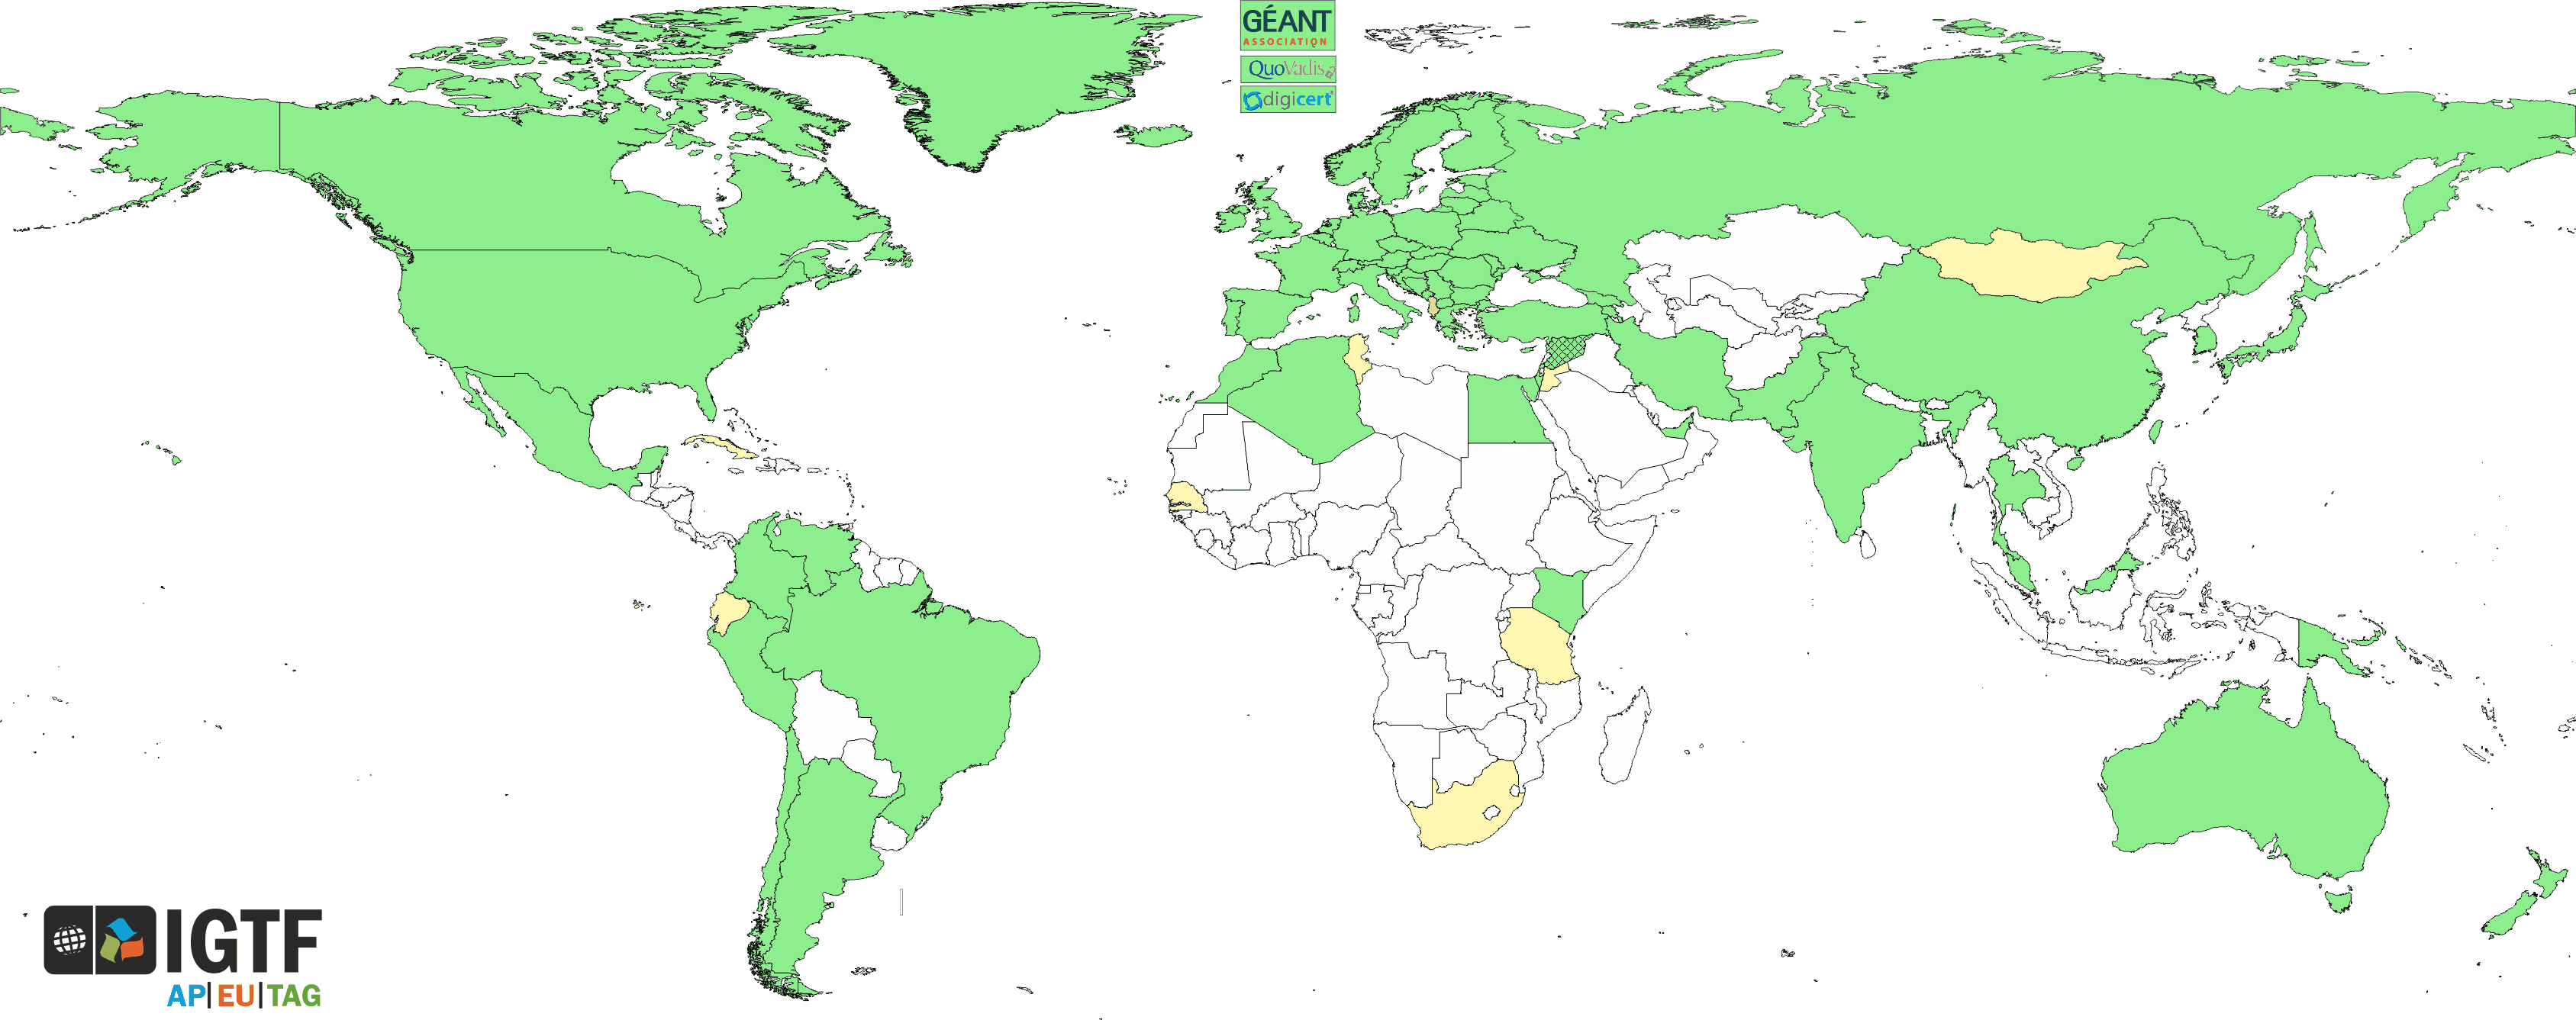 GÉANT
ASSOCIATION
QuoVadis
digicert
IGTF
AP|EU|TAG